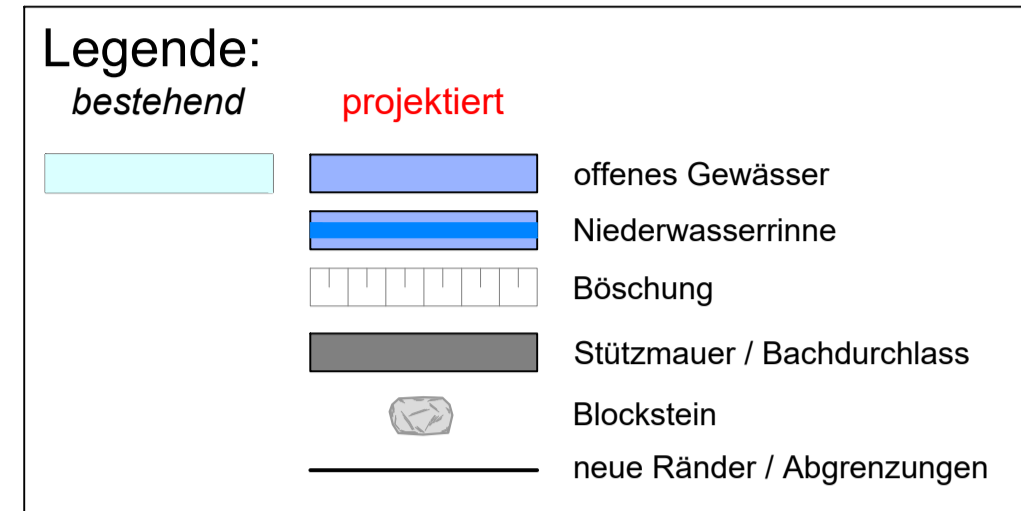 Legende:
bestehend projektiert
offenes Gewässer
Niederwasserrinne
Böschung
Stützmauer / Bachdurchlass
Blockstein
neue Ränder / Abgrenzungen